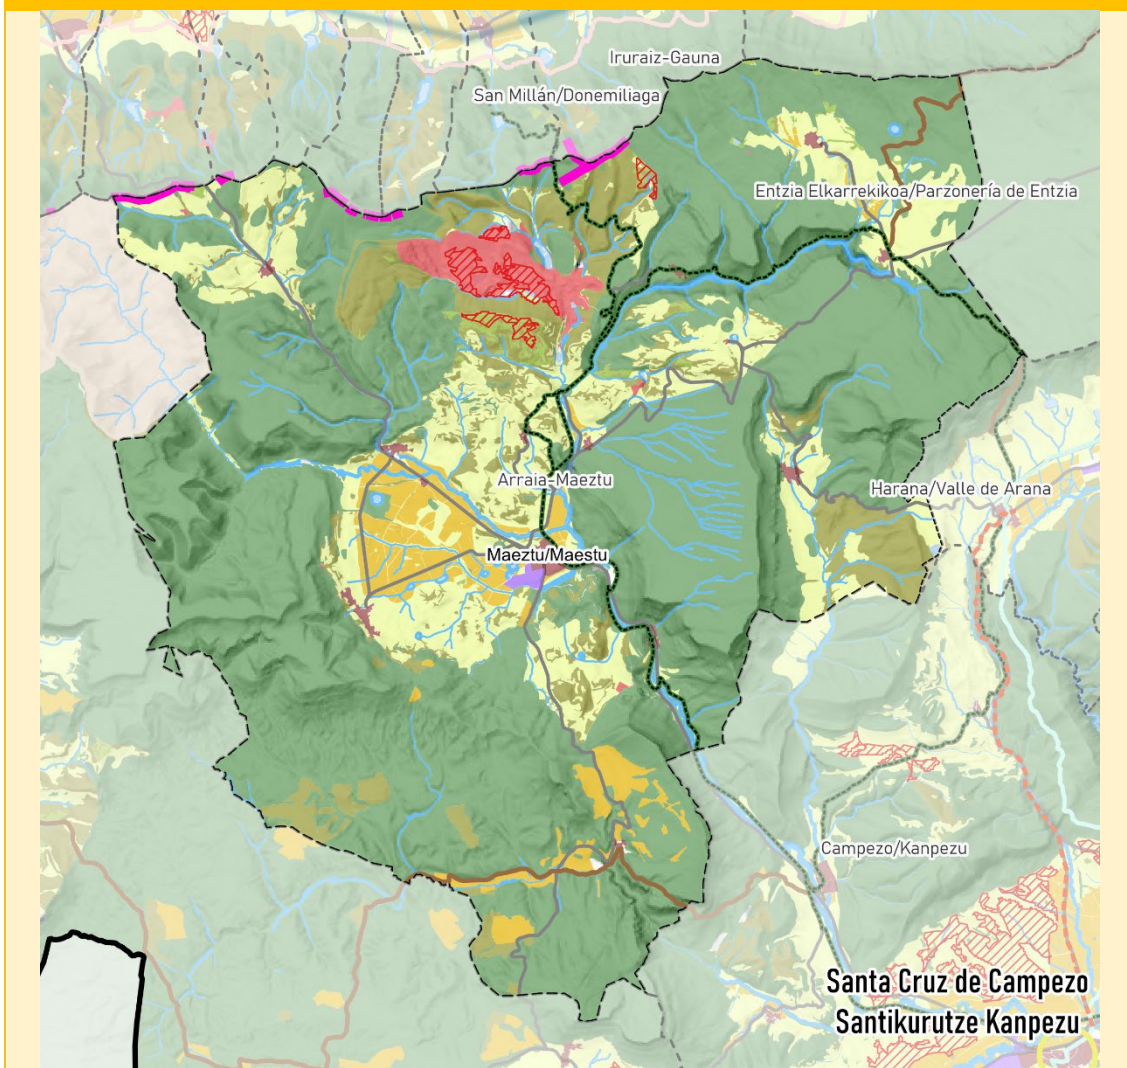 Iruraiz-Gauna
San Millán/Donemiliaga
Entzia Elkarrekikoa/Parzonería de Entzia
Arraia-Maeztu
Harana/Valle de Arana
Maeztu/Maestu
Campezo/Kanpezu
Santa Cruz de Campezo
Santikurutze Kanpezu